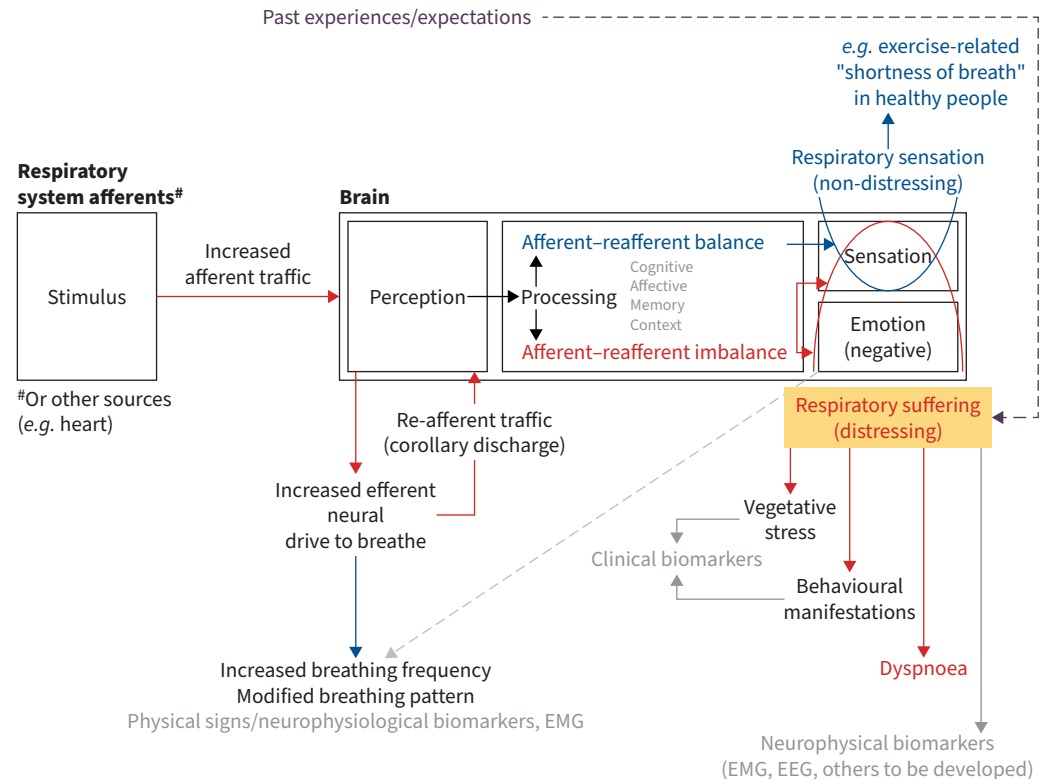 Past experiences/expectations
e.g. exercise-related
"shortness of breath"
in healthy people
Respiratory sensation
(non-distressing)
Respiratory
system afferents#
Brain
Stimulus
Increased
afferent traffic
Perception
Afferent–reafferent balance
Processing
Cognitive
Affective
Memory
Context
Afferent–reafferent imbalance
Sensation
Emotion
(negative)
#Or other sources
(e.g. heart)
Re-afferent traffic
(corollary discharge)
Respiratory suffering
(distressing)
Increased efferent
neural
drive to breathe
Vegetative
stress
Clinical biomarkers
Behavioural
manifestations
Increased breathing frequency
Modified breathing pattern
Physical signs/neurophysiological biomarkers, EMG
Dyspnoea
Neurophysical biomarkers
(EMG, EEG, others to be developed)